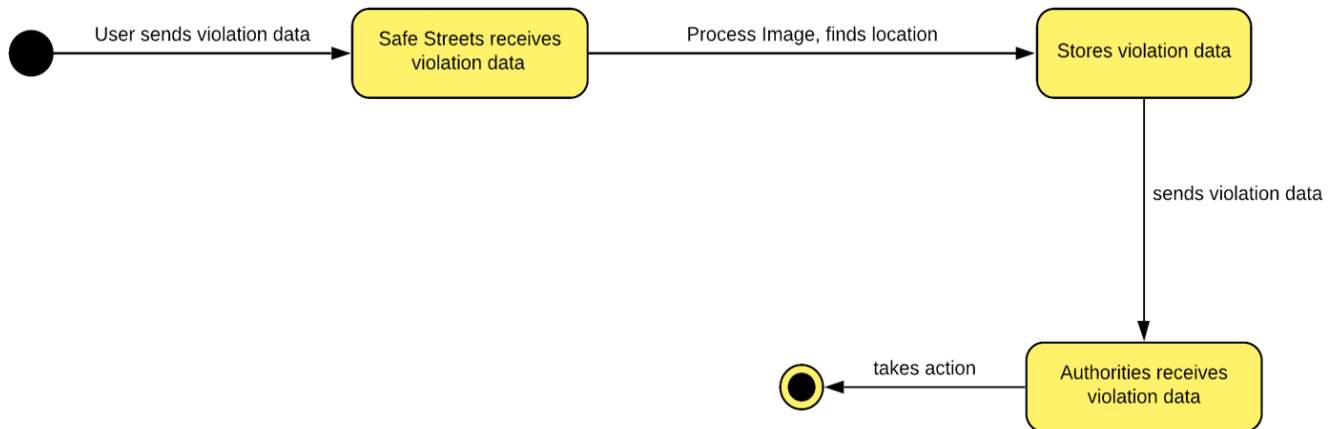 User sends violation data
Safe Streets receives
violation data
Process Image, finds location
Stores violation data
sends violation data
Authorities receives
violation data
takes action